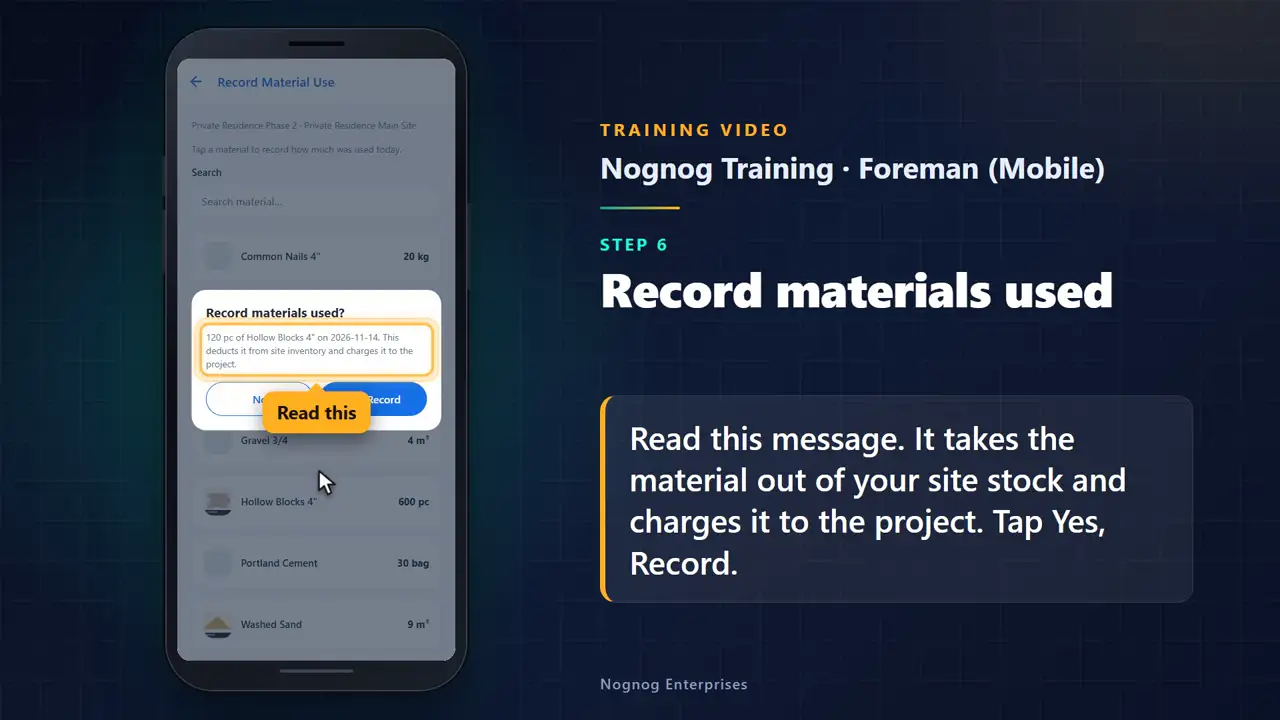 Record Material Use
Private Residence Phase 2 - Private Residence Main Site
Tap a material to record how much was used today.
Search
Search material...
Common Nails 4" 20 kg
Record materials used?
120 pc of Hollow Blocks 4" on 2026-11-14. This
deducts it from site inventory and charges it to the
project.
Record
Read this
Gravel 3/4 4 m³
Hollow Blocks 4" 600 pc
Portland Cement 30 bag
Washed Sand 9 m³
TRAINING VIDEO
Nognog Training · Foreman (Mobile)
STEP 6
Record materials used
Read this message. It takes the
material out of your site stock and
charges it to the project. Tap Yes,
Record.
Nognog Enterprises